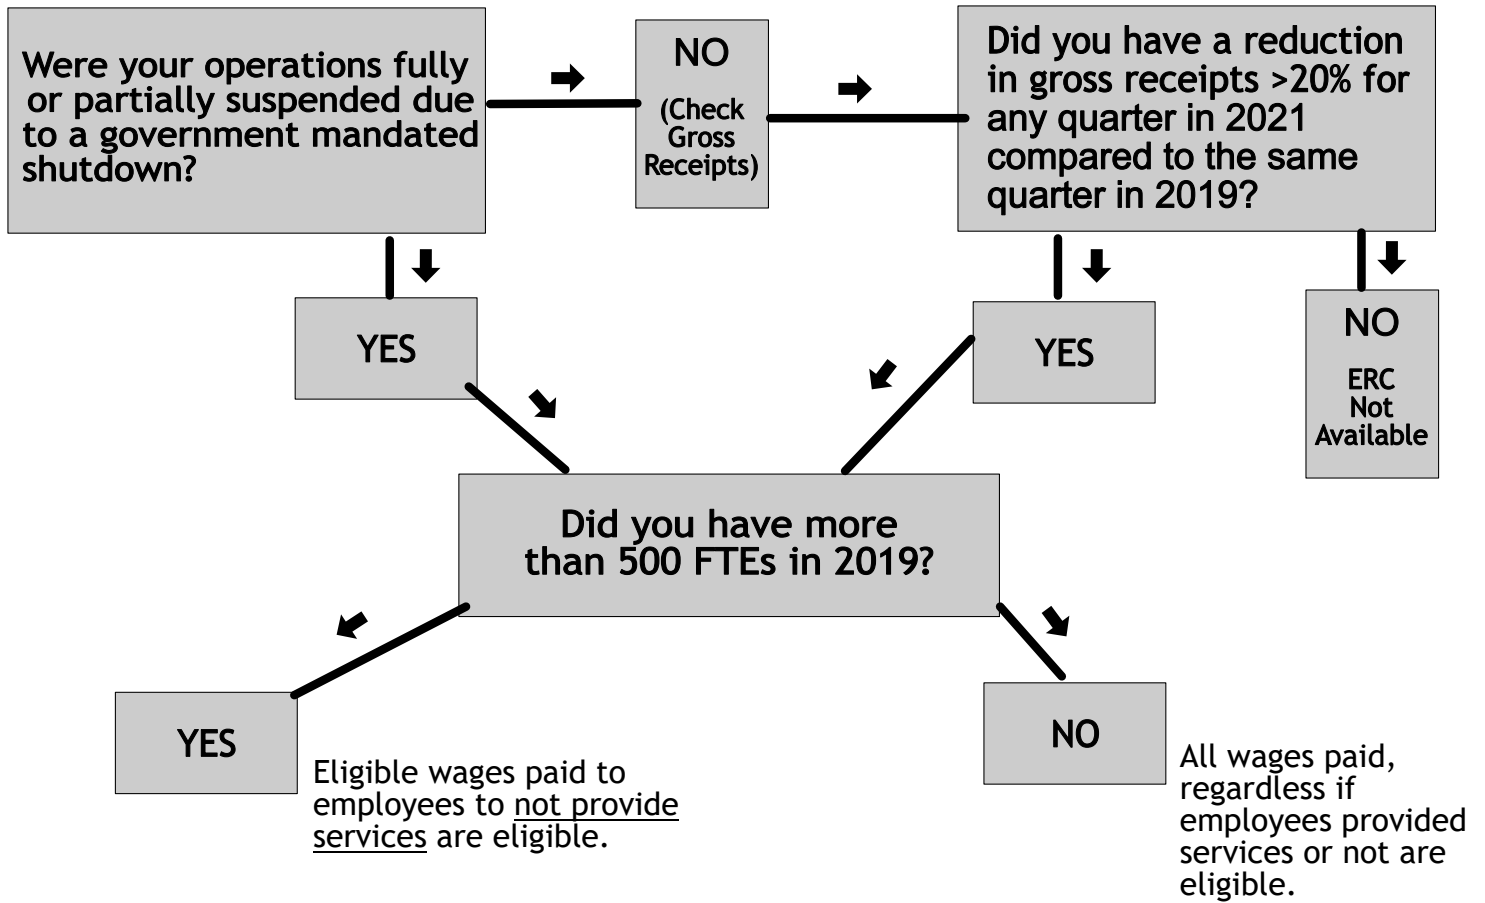 Were your operations fully
or partially suspended due
to a government mandated
shutdown?
NO
(Check
Gross
Receipts)
Did you have a reduction
in gross receipts >20% for
any quarter in 2021
compared to the same
quarter in 2019?
YES
YES
NO
ERC
Not
Available
Did you have more
than 500 FTEs in 2019?
YES
Eligible wages paid to
employees to not provide
services are eligible.
NO
All wages paid,
regardless if
employees provided
services or not are
eligible.